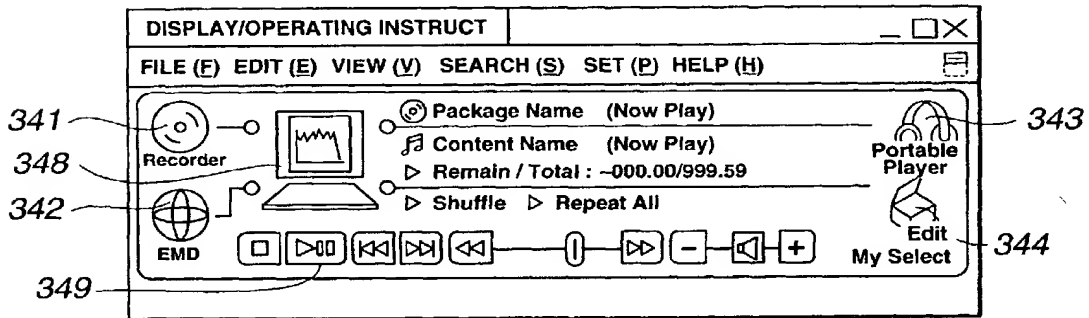 DISPLAY/OPERATING INSTRUCT
FILE (F) EDIT (E) VIEW (V) SEARCH (S) SET (P) HELP (H)
341
Recorder
348
Package Name (Now Play)
Content Name (Now Play)
Remain / Total : -000.00/999.59
Shuffle Repeat All
343
Portable
Player
342
EMD
Edit
344
My Select
349